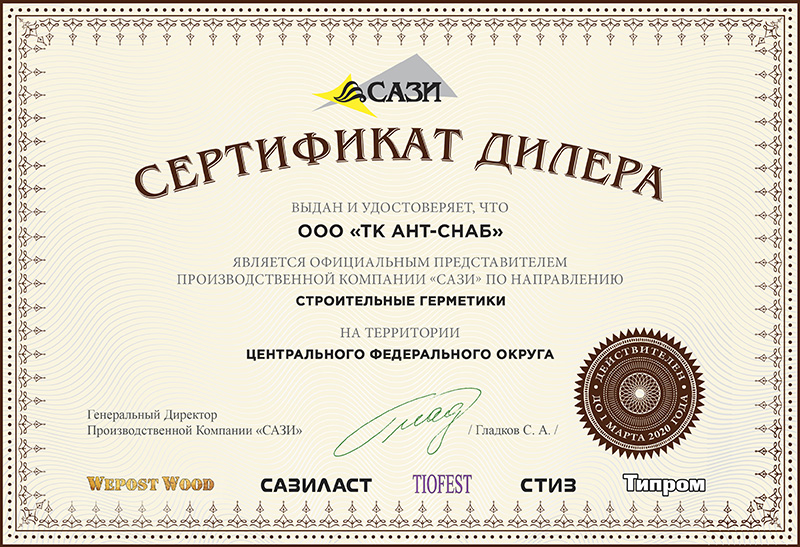 САЗИ
СЕРТИФИКАТ ДИЛЕРА
ВЫДАН И УДОСТОВЕРЯЕТ, ЧТО
ООО «ТК АНТ-СНАБ»
ЯВЛЯЕТСЯ ОФИЦИАЛЬНЫМ ПРЕДСТАВИТЕЛЕМ
ПРОИЗВОДСТВЕННОЙ КОМПАНИИ «САЗИ» ПО НАПРАВЛЕНИЮ
СТРОИТЕЛЬНЫЕ ГЕРМЕТИКИ
НА ТЕРРИТОРИИ
ЦЕНТРАЛЬНОГО ФЕДЕРАЛЬНОГО ОКРУГА
• ДЕЙСТВИТЕЛЕН •
ДО 1 МАРТА 2020 ГОДА
Генеральный Директор
Производственной Компании «САЗИ»
Глад
/ Гладков С. А. /
WEPOST WOOD
САЗИЛАСТ
TIOFEST
СТИЗ
Типром